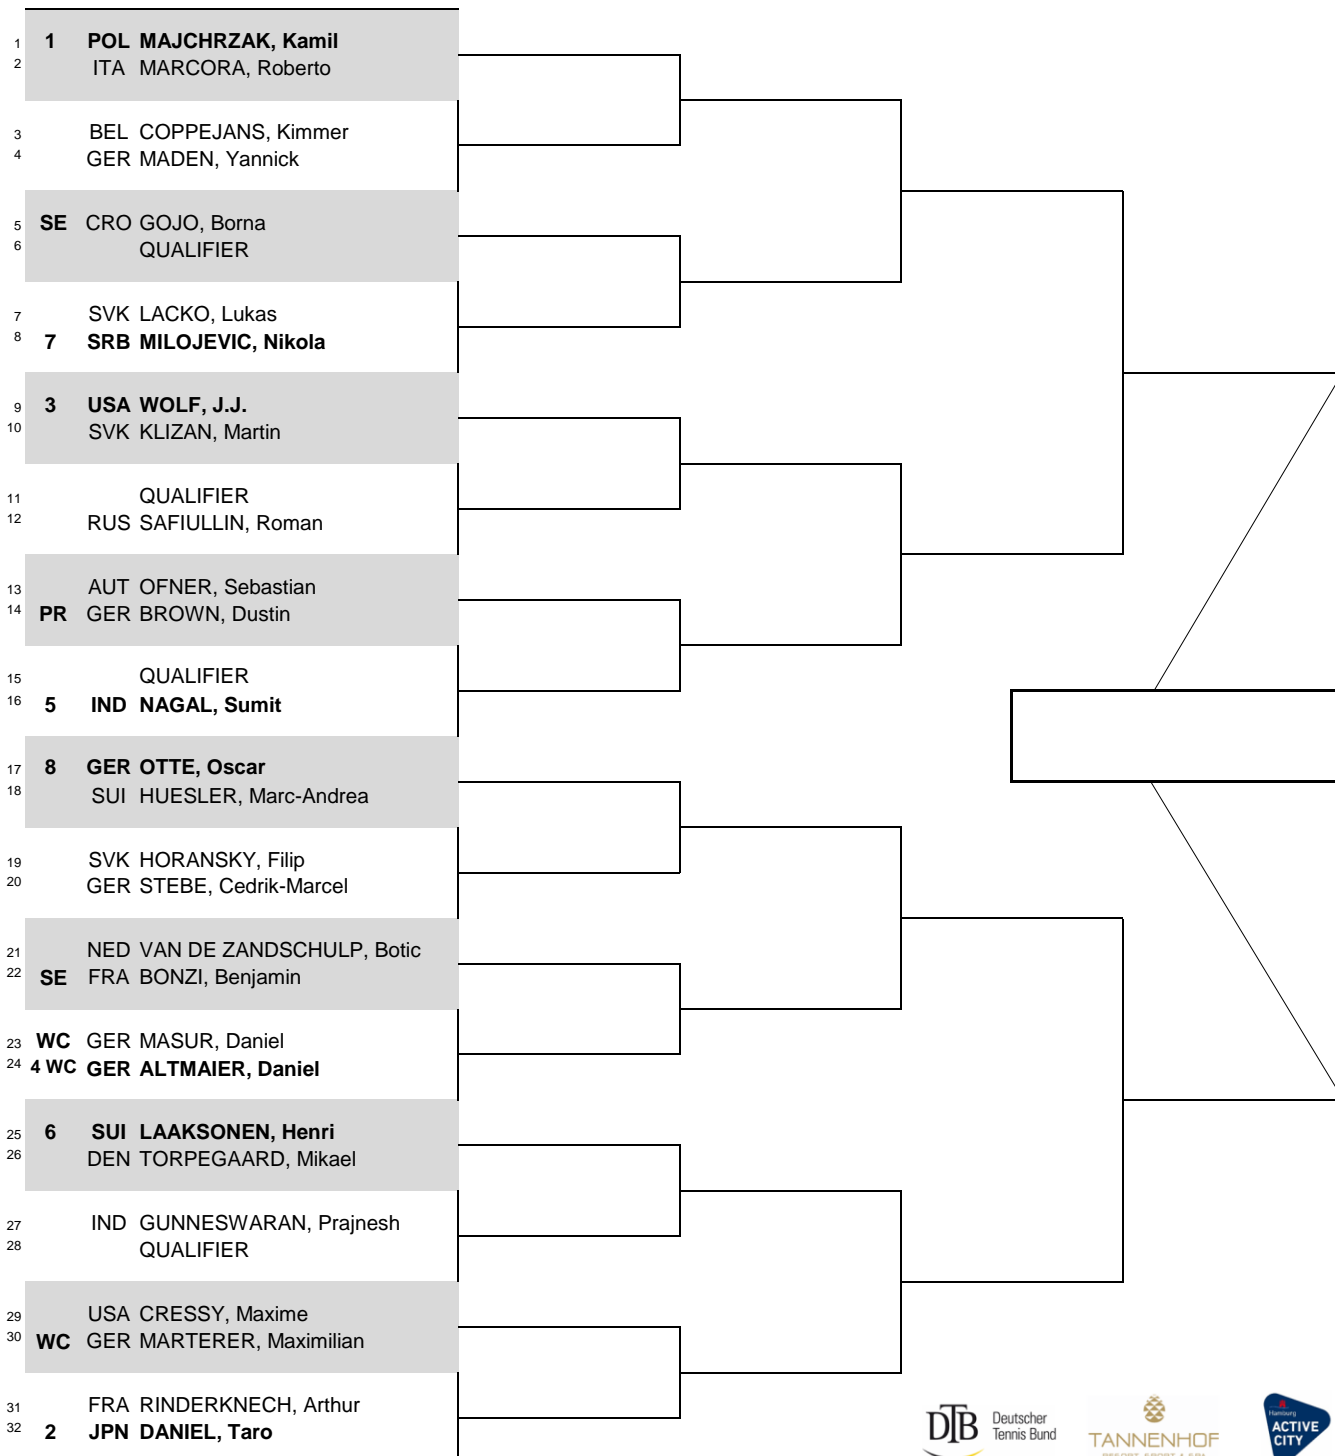 1 1 POL MAJCHRZAK, Kamil
2 ITA MARCORA, Roberto
3 BEL COPPEJANS, Kimmer
4 GER MADEN, Yannick
5 SE CRO GOJO, Borna
6 QUALIFIER
7 SVK LACKO, Lukas
8 7 SRB MILOJEVIC, Nikola
9 3 USA WOLF, J.J.
10 SVK KLIZAN, Martin
11 QUALIFIER
12 RUS SAFIULLIN, Roman
13 AUT OFNER, Sebastian
14 PR GER BROWN, Dustin
15 QUALIFIER
16 5 IND NAGAL, Sumit
17 8 GER OTTE, Oscar
18 SUI HUESLER, Marc-Andrea
19 SVK HORANSKY, Filip
20 GER STEBE, Cedrik-Marcel
21 NED VAN DE ZANDSCHULP, Botic
22 SE FRA BONZI, Benjamin
23 WC GER MASUR, Daniel
24 4 WC GER ALTMAIER, Daniel
25 6 SUI LAAKSONEN, Henri
26 DEN TORPEGAARD, Mikael
27 IND GUNNESWARAN, Prajnesh
28 QUALIFIER
29 USA CRESSY, Maxime
30 WC GER MARTERER, Maximilian
31 FRA RINDERKNECH, Arthur
32 2 JPN DANIEL, Taro
DTB Deutscher
Tennis Bund
TANNENHOF
Hamburg
ACTIVE
CITY